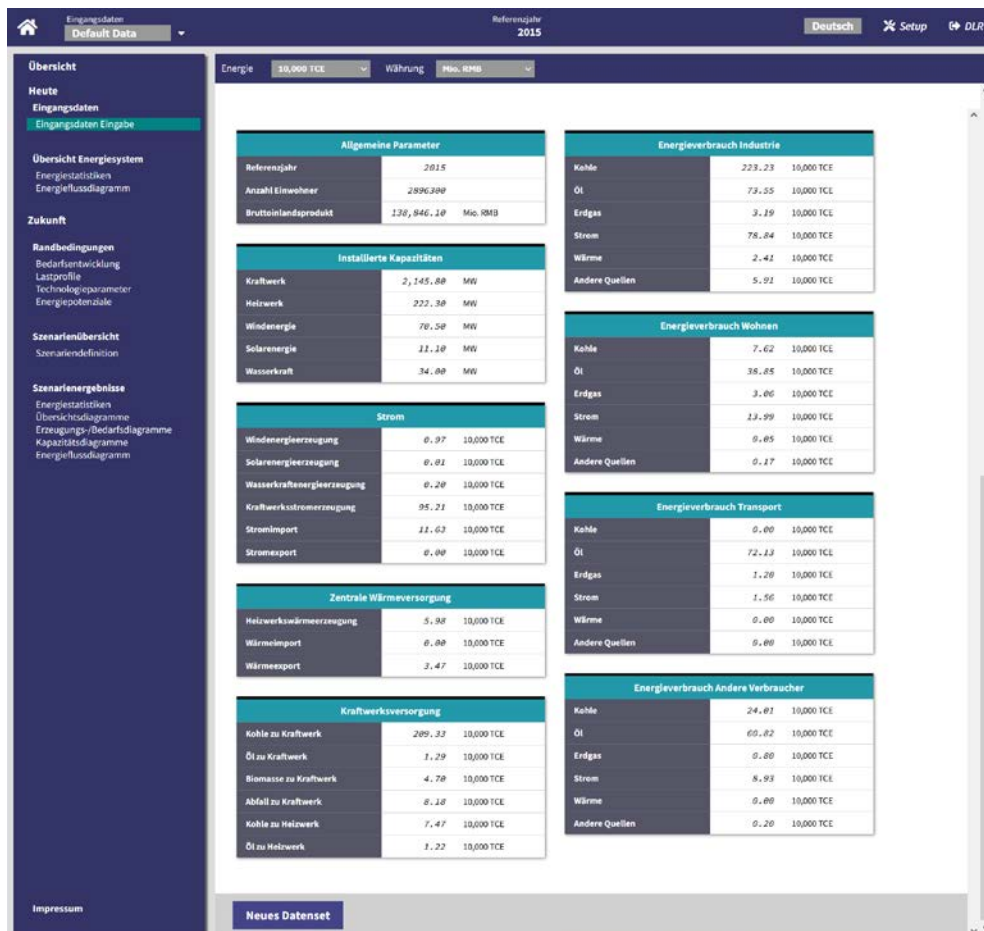 Eingangsdaten
Default Data
Referenzjahr
2015
Deutsch
Setup
DLR
Übersicht
Heute
Eingangsdaten
Eingangsdaten Eingabe
Übersicht Energiesystem
Energiestatistiken
Energieflussdiagramm
Zukunft
Randbedingungen
Bedarfsentwicklung
Lastprofile
Technologieparameter
Energiepotenziale
Szenarienübersicht
Szenariendefinition
Szenarienergebnisse
Energiestatistiken
Übersichtsdiagramme
Erzeugungs-/Bedarfsdiagramme
Kapazitätsdiagramme
Energieflussdiagramm
Impressum
Energie 10,000 TCE Währung Mio. RMB
Allgemeine Parameter
Referenzjahr 2015
Anzahl Einwohner 2896300
Bruttoinlandsprodukt 138,846.10 Mio. RMB
Installierte Kapazitäten
Kraftwerk 2,145.80 MW
Heizwerk 222.30 MW
Windenergie 70.50 MW
Solarenergie 11.10 MW
Wasserkraft 34.00 MW
Strom
Windenergieerzeugung 0.97 10,000 TCE
Solarenergieerzeugung 0.01 10,000 TCE
Wasserkraftenergieerzeugung 0.20 10,000 TCE
Kraftwerksstromerzeugung 95.21 10,000 TCE
Stromimport 11.63 10,000 TCE
Stromexport 0.00 10,000 TCE
Zentrale Wärmeversorgung
Heizwerkswärmeerzeugung 5.98 10,000 TCE
Wärmeimport 0.00 10,000 TCE
Wärmeexport 3.47 10,000 TCE
Kraftwerksversorgung
Kohle zu Kraftwerk 209.33 10,000 TCE
Öl zu Kraftwerk 1.29 10,000 TCE
Biomasse zu Kraftwerk 4.70 10,000 TCE
Abfall zu Kraftwerk 8.18 10,000 TCE
Kohle zu Heizwerk 7.47 10,000 TCE
Öl zu Heizwerk 1.22 10,000 TCE
Energieverbrauch Industrie
Kohle 223.23 10,000 TCE
Öl 73.55 10,000 TCE
Erdgas 3.19 10,000 TCE
Strom 78.84 10,000 TCE
Wärme 2.41 10,000 TCE
Andere Quellen 5.91 10,000 TCE
Energieverbrauch Wohnen
Kohle 7.62 10,000 TCE
Öl 38.85 10,000 TCE
Erdgas 3.06 10,000 TCE
Strom 13.99 10,000 TCE
Wärme 0.05 10,000 TCE
Andere Quellen 0.17 10,000 TCE
Energieverbrauch Transport
Kohle 0.00 10,000 TCE
Öl 72.13 10,000 TCE
Erdgas 1.20 10,000 TCE
Strom 1.56 10,000 TCE
Wärme 0.00 10,000 TCE
Andere Quellen 0.00 10,000 TCE
Energieverbrauch Andere Verbraucher
Kohle 24.01 10,000 TCE
Öl 60.82 10,000 TCE
Erdgas 0.80 10,000 TCE
Strom 8.93 10,000 TCE
Wärme 0.00 10,000 TCE
Andere Quellen 0.20 10,000 TCE
Neues Datenset